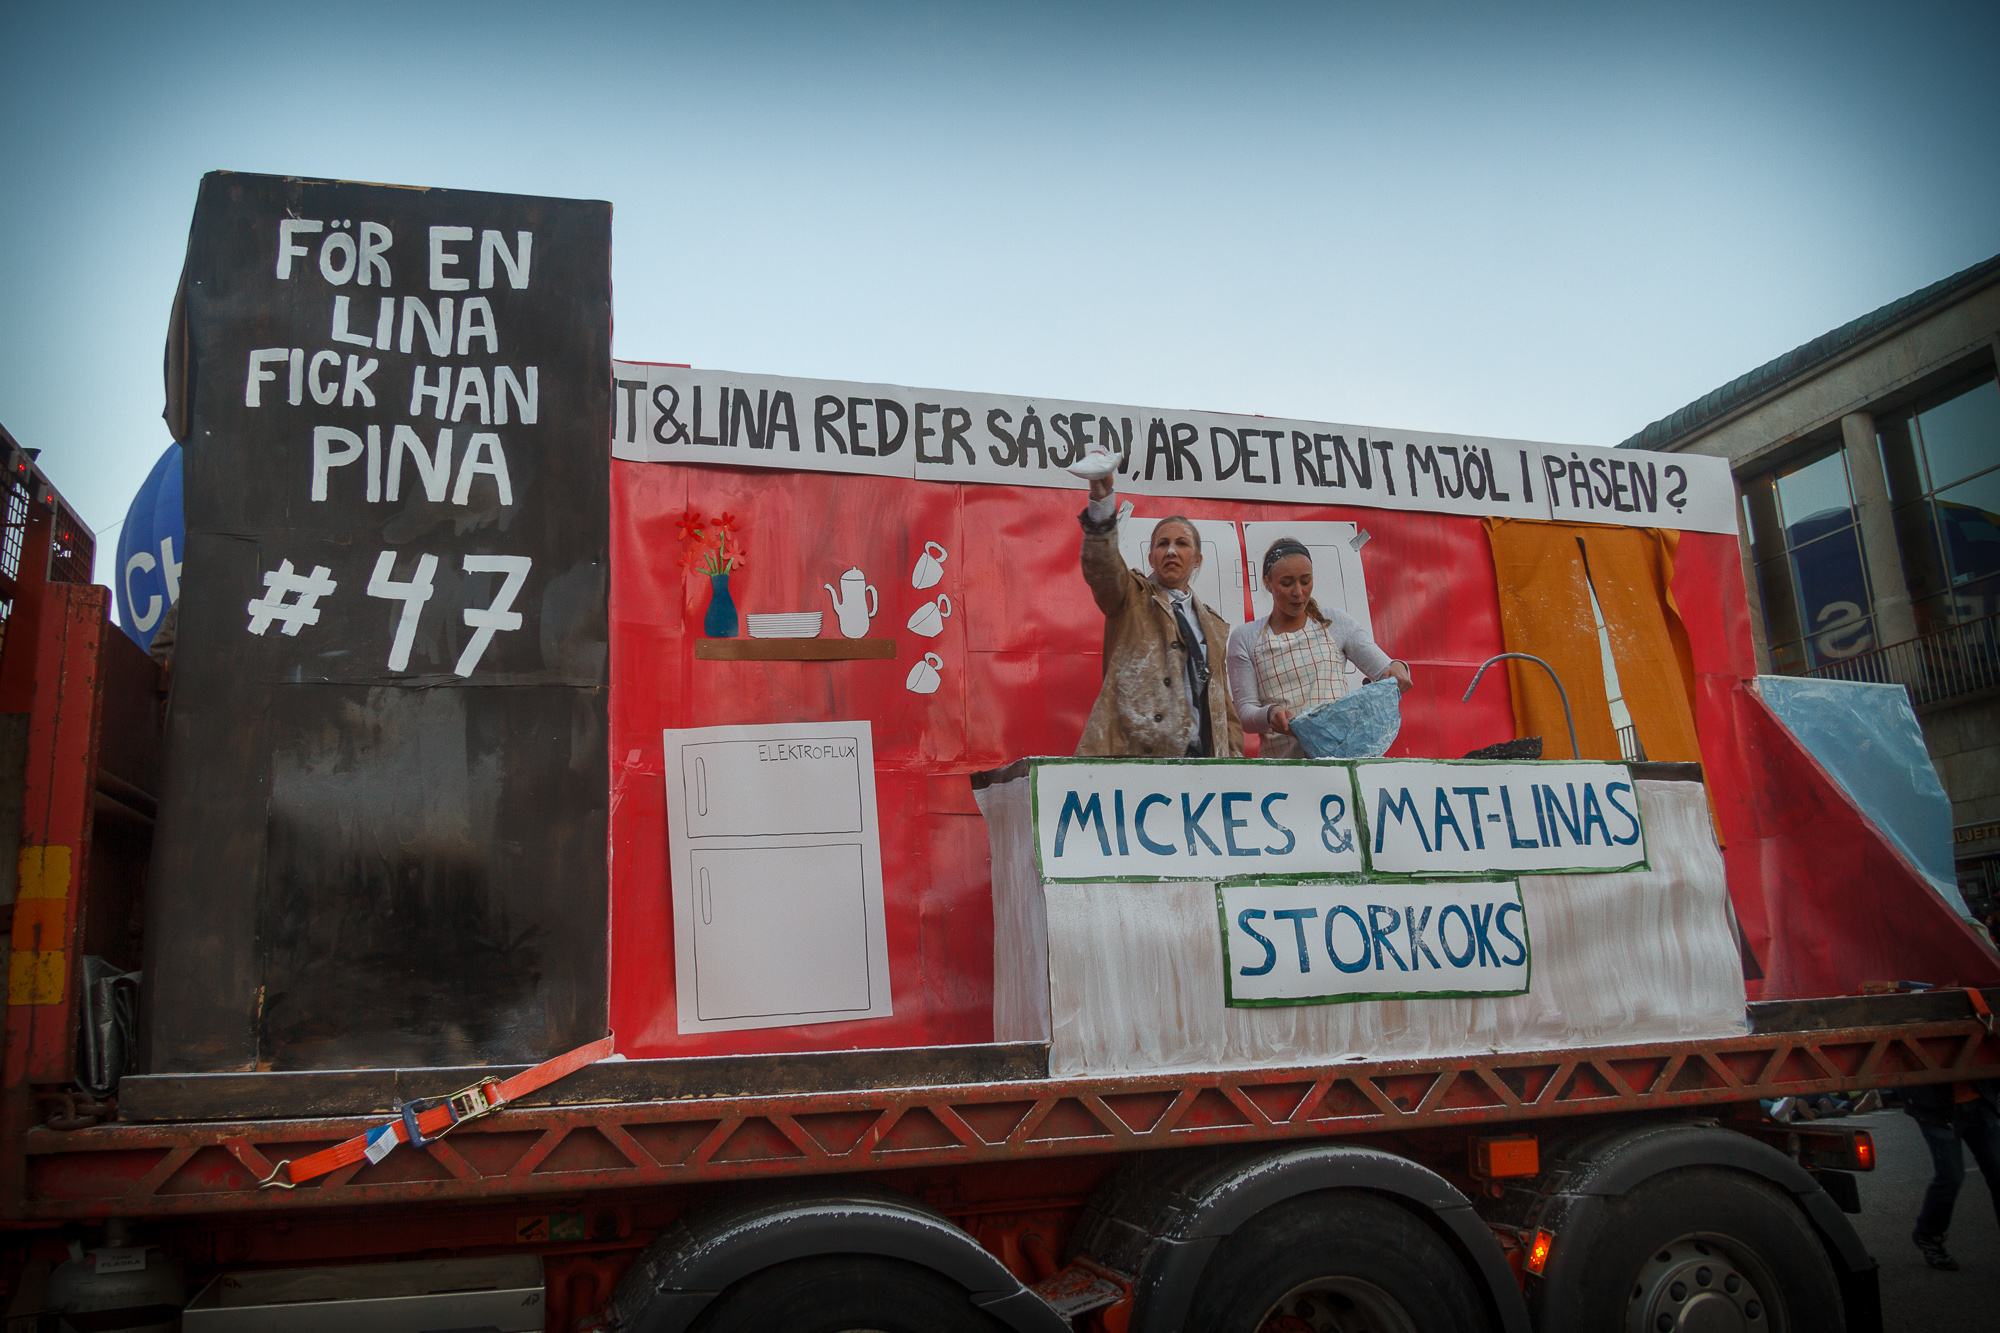 FÖR EN
LINA
FICK HAN
PINA
#47
T & LINA REDER SÅSEN, ÄR DET RENT MJÖL I PÅSEN?
ELEKTROFLUX
MICKES & MAT-LINAS
STORKOKS
CH
S